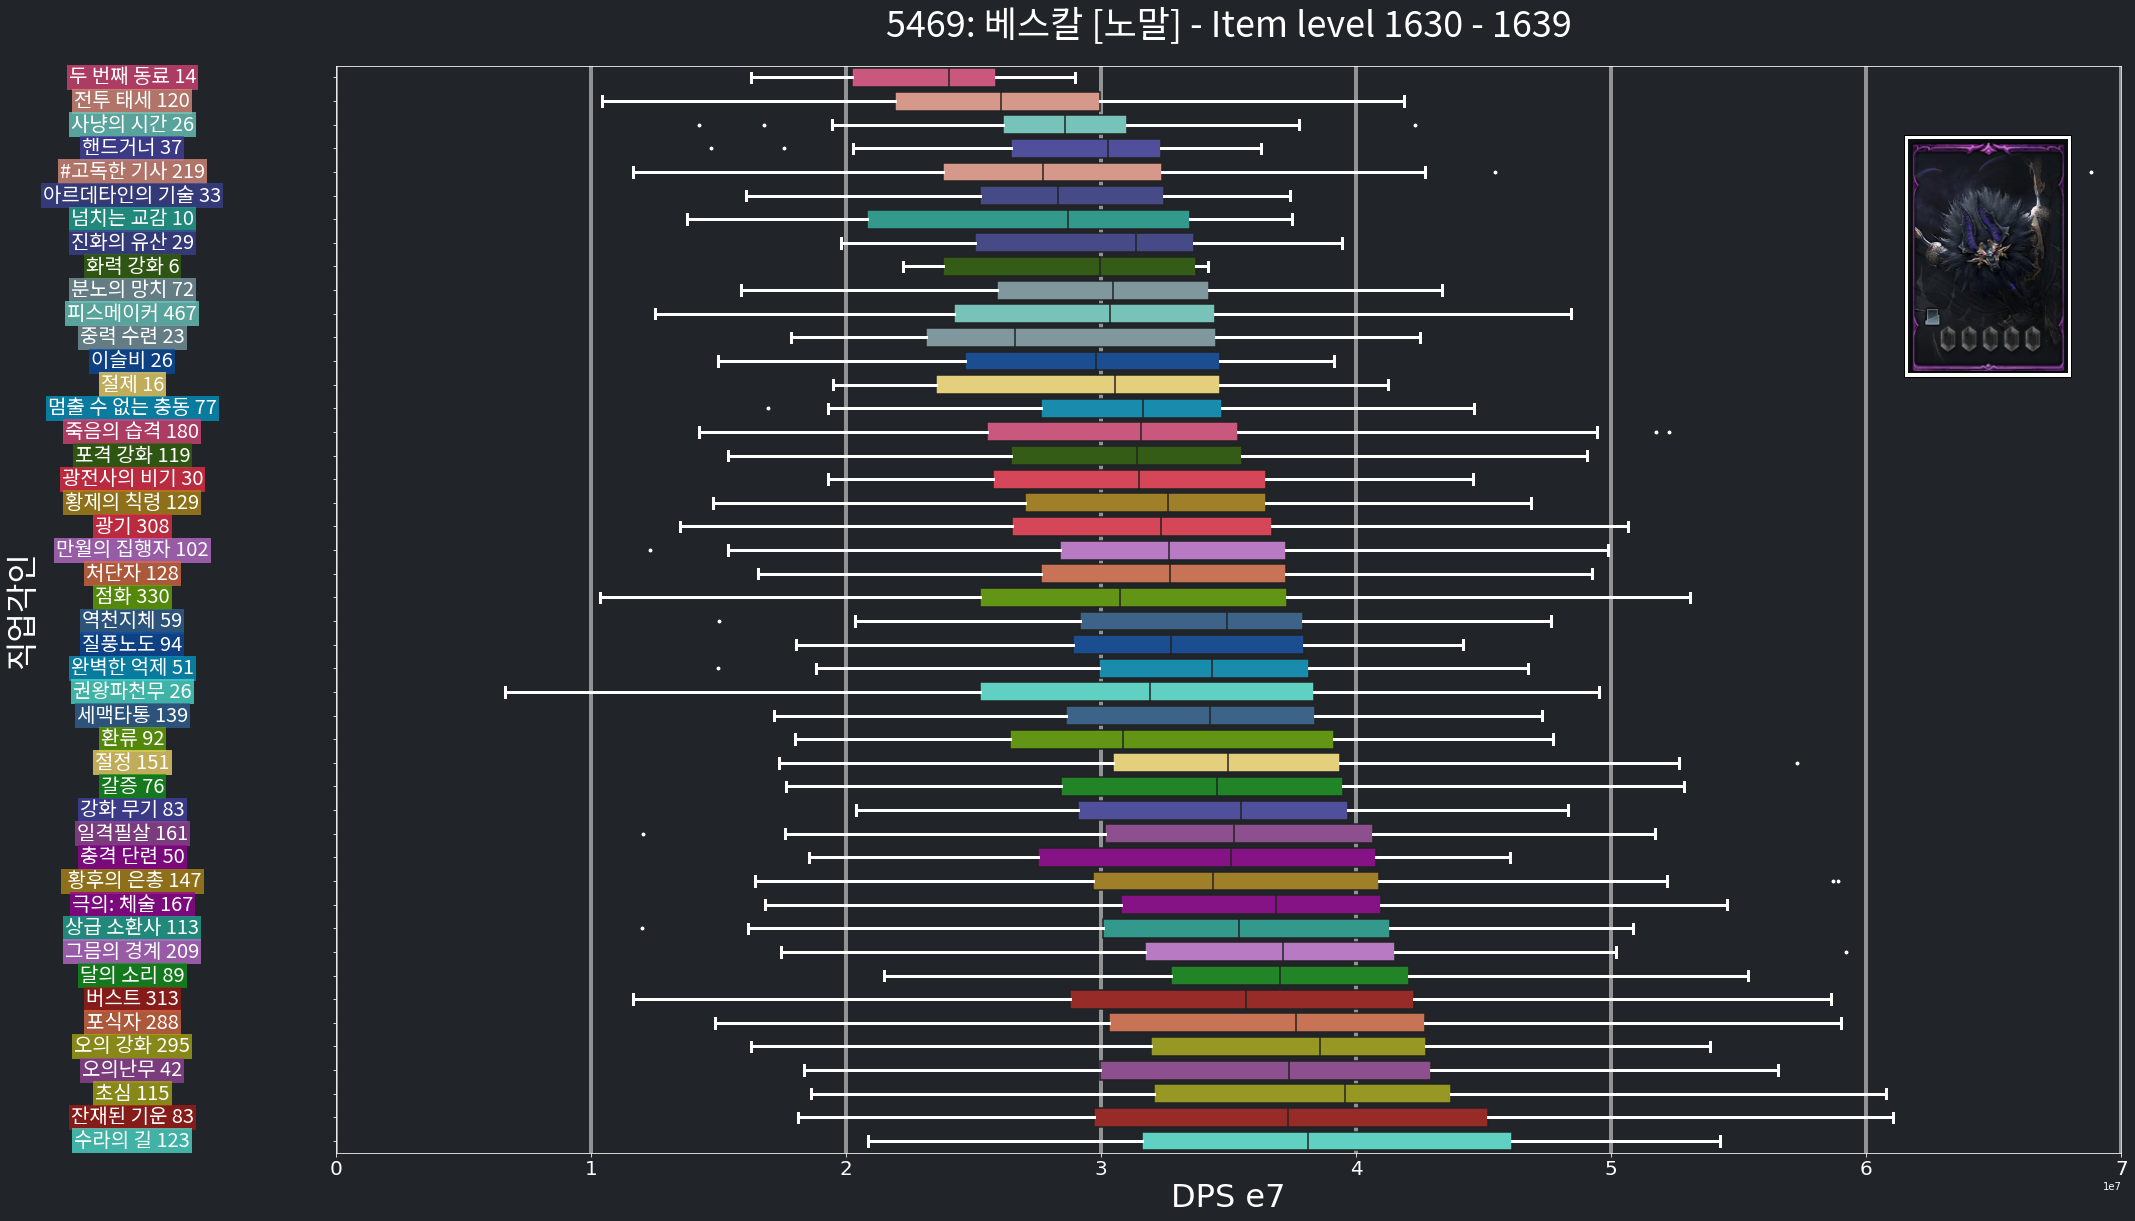 5469: 베스칼 [노말] - Item level 1630 - 1639
두 번째 동료 14
전투 태세 120
사냥의 시간 26
핸드거너 37
#고독한 기사 219
아르데타인의 기술 33
넘치는 교감 10
진화의 유산 29
화력 강화 6
분노의 망치 72
피스메이커 467
중력 수련 23
이슬비 26
절제 16
멈출 수 없는 충동 77
죽음의 습격 180
포격 강화 119
광전사의 비기 30
황제의 칙령 129
광기 308
만월의 집행자 102
처단자 128
점화 330
역천지체 59
질풍노도 94
완벽한 억제 51
권왕파천무 26
세맥타통 139
환류 92
절정 151
갈증 76
강화 무기 83
일격필살 161
충격 단련 50
황후의 은총 147
극의: 체술 167
상급 소환사 113
그믐의 경계 209
달의 소리 89
버스트 313
포식자 288
오의 강화 295
오의난무 42
초심 115
잔재된 기운 83
수라의 길 123
직업각인
0 1 2 3 4 5 6 7
1e7
DPS e7